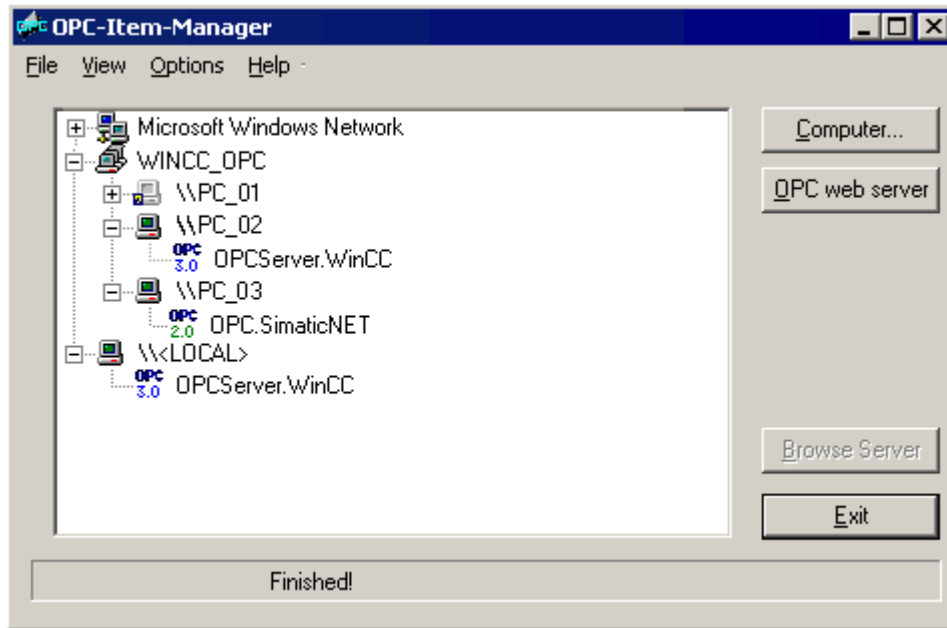 OPC OPC-Item-Manager
File View Options Help
Microsoft Windows Network
Computer...
WINCC_OPC
\\PC_01
OPC web server
\\PC_02
OPC 3.0 OPCServer.WinCC
\\PC_03
OPC 2.0 OPC.SimaticNET
\\<LOCAL>
OPC 3.0 OPCServer.WinCC
Browse Server
Exit
Finished!